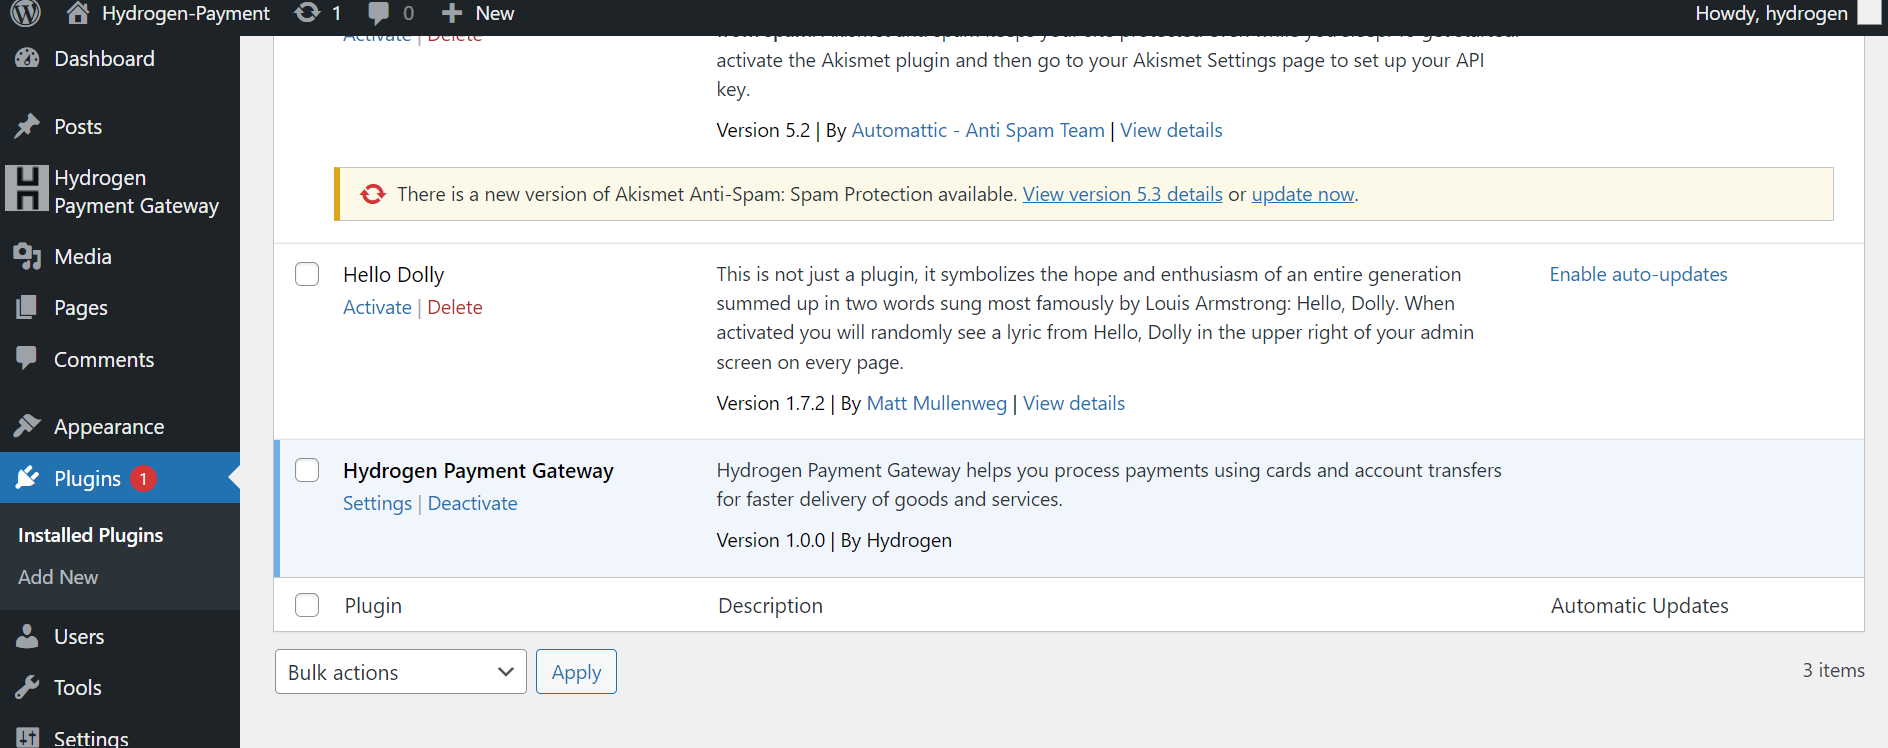 Hydrogen-Payment 1 0 New Howdy, hydrogen
Dashboard
Posts
Hydrogen
Payment Gateway
Media
Pages
Comments
Appearance
Plugins 1
Installed Plugins
Add New
Users
Tools
Settings
Activate | Delete
activate the Akismet plugin and then go to your Akismet Settings page to set up your API
key.
Version 5.2 | By Automattic - Anti Spam Team | View details
There is a new version of Akismet Anti-Spam: Spam Protection available. View version 5.3 details or update now.
Hello Dolly
Activate | Delete
This is not just a plugin, it symbolizes the hope and enthusiasm of an entire generation
summed up in two words sung most famously by Louis Armstrong: Hello, Dolly. When
activated you will randomly see a lyric from Hello, Dolly in the upper right of your admin
screen on every page.
Version 1.7.2 | By Matt Mullenweg | View details
Enable auto-updates
Hydrogen Payment Gateway
Settings | Deactivate
Hydrogen Payment Gateway helps you process payments using cards and account transfers
for faster delivery of goods and services.
Version 1.0.0 | By Hydrogen
Plugin Description Automatic Updates
Bulk actions Apply
3 items